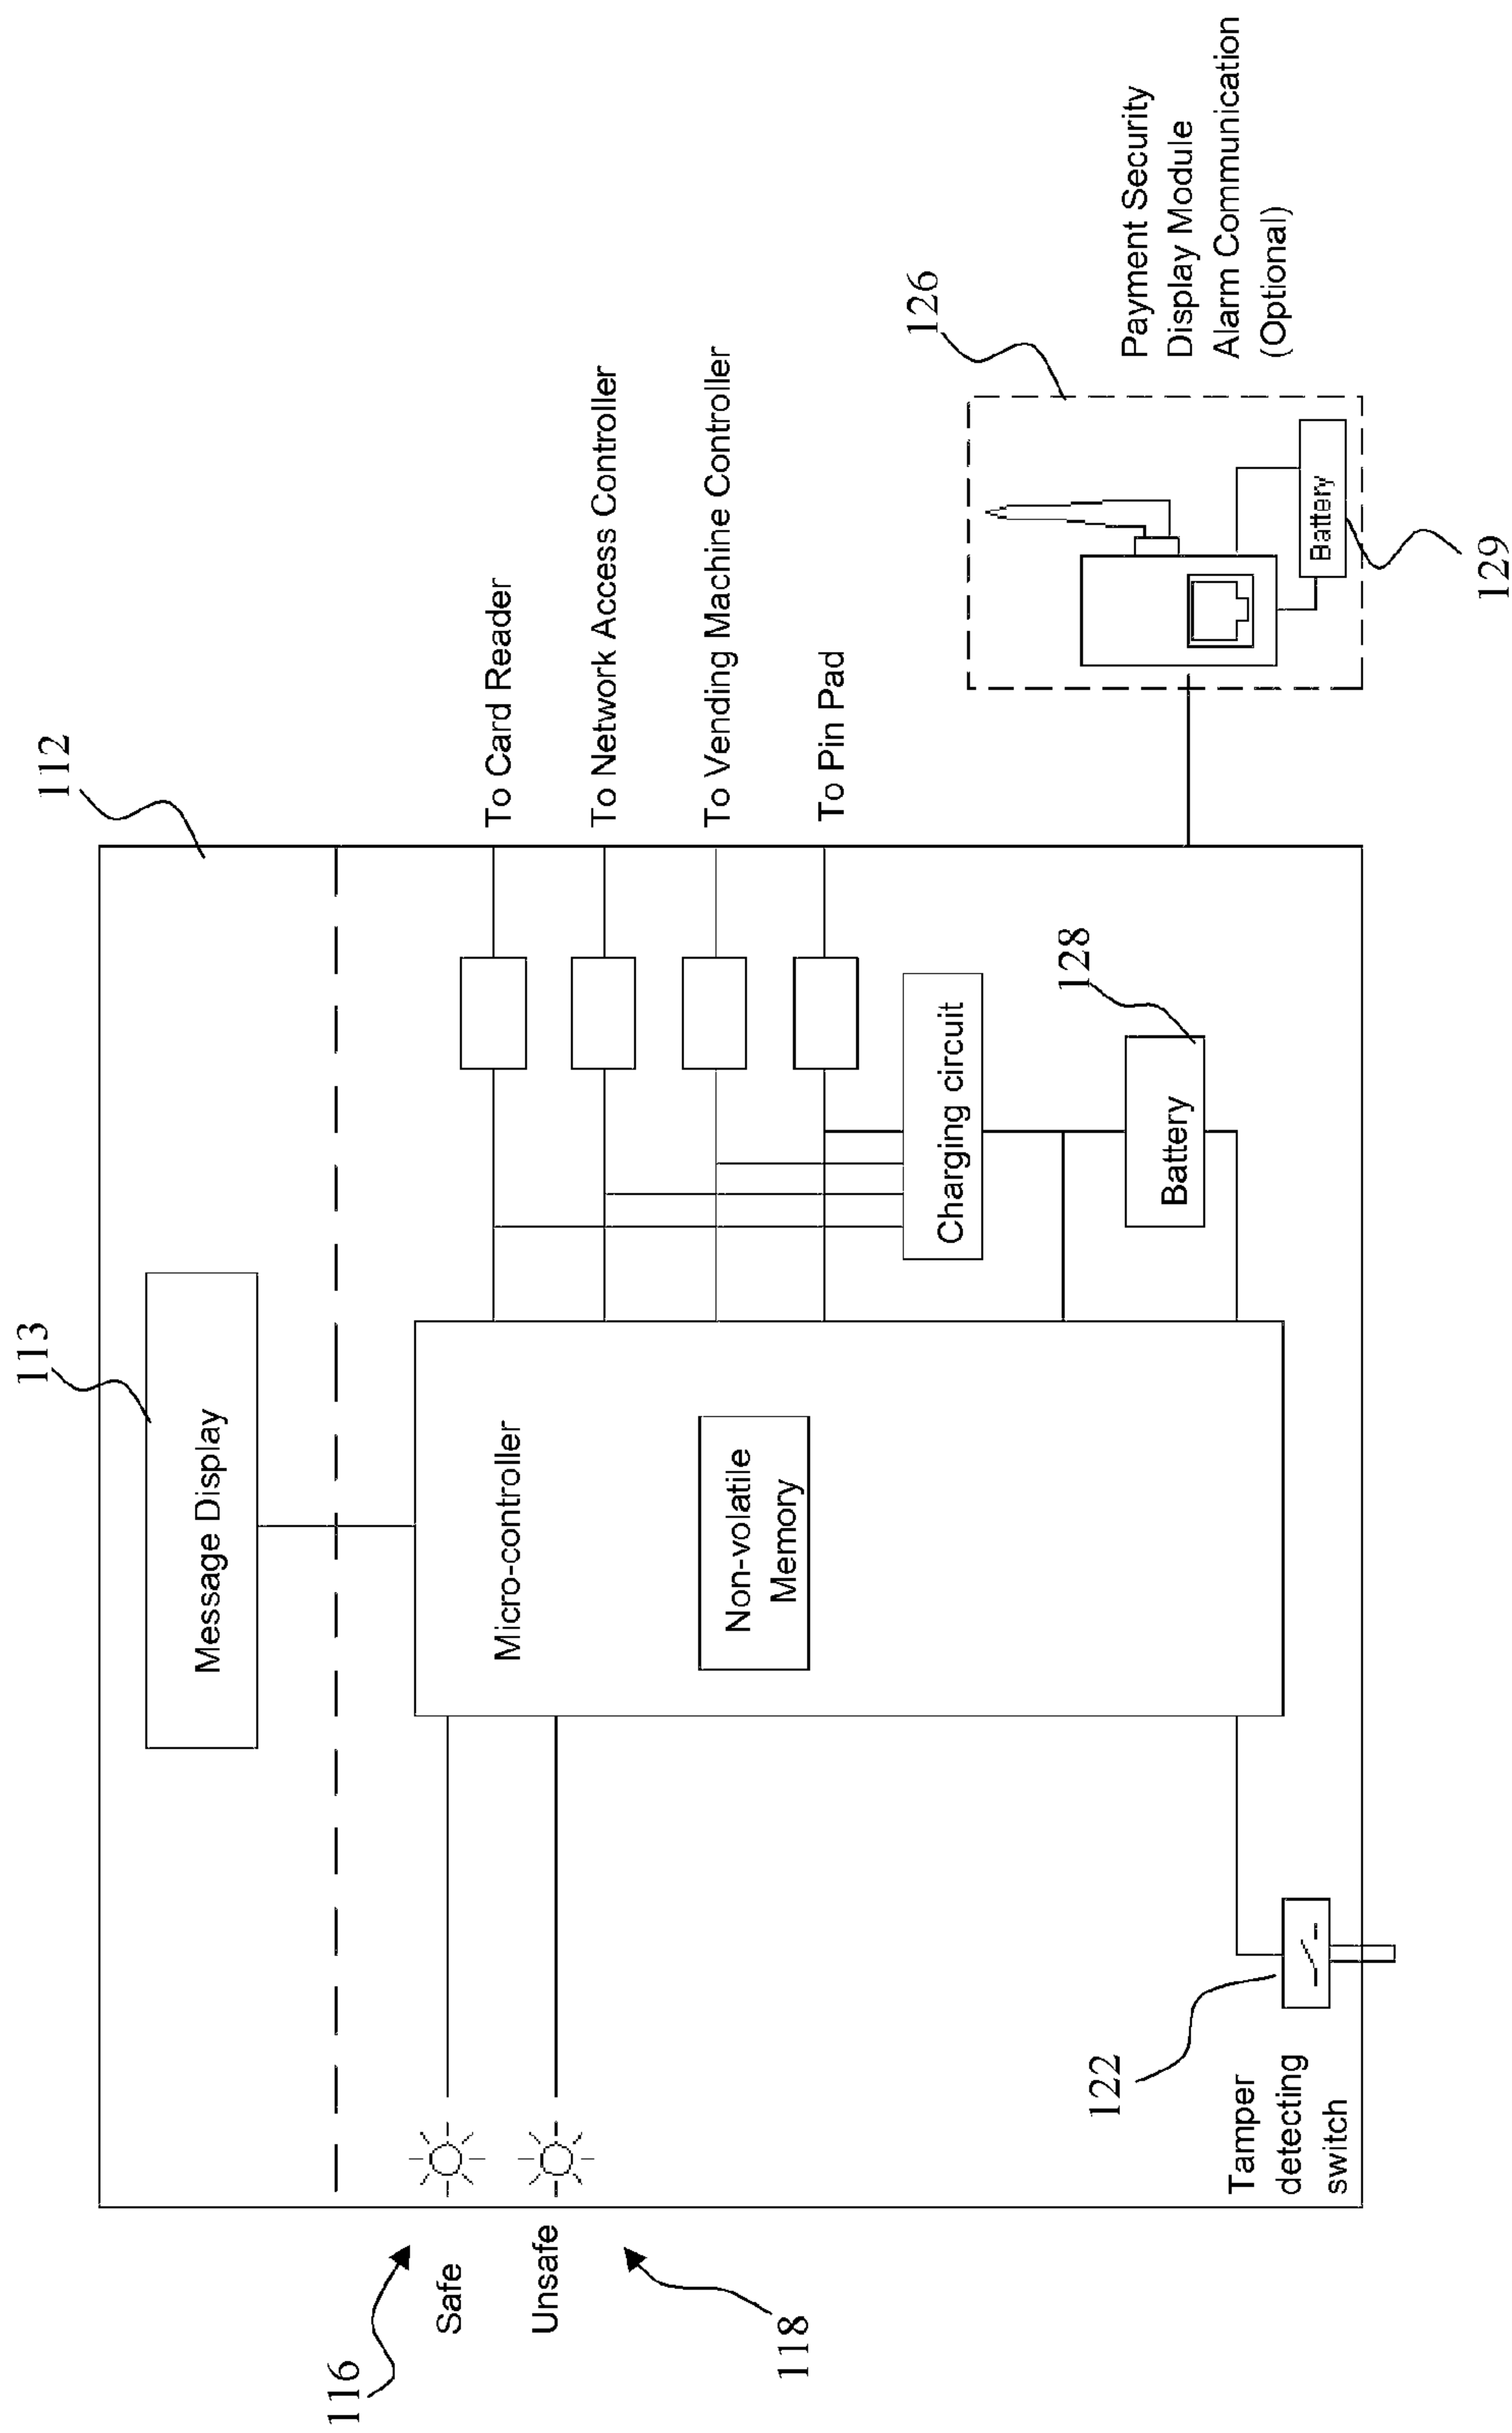 112
113
Message Display
116
Safe
Unsafe
118
Micro-controller
Non-volatile
Memory
To Card Reader
To Network Access Controller
To Vending Machine Controller
To Pin Pad
Charging circuit
128
Battery
122
Tamper
detecting
switch
126
Battery
129
Payment Security
Display Module
Alarm Communication
(Optional)